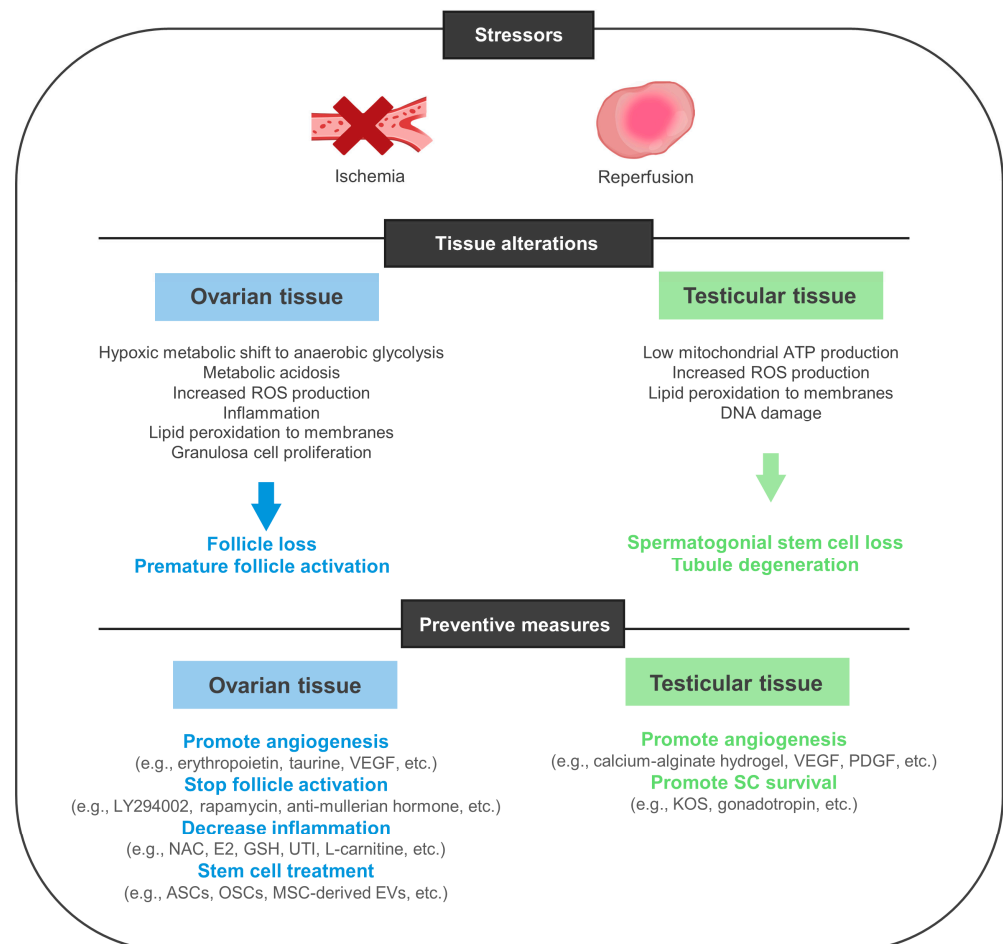 Stressors
Ischemia
Reperfusion
Tissue alterations
Ovarian tissue
Testicular tissue
Hypoxic metabolic shift to anaerobic glycolysis
Metabolic acidosis
Increased ROS production
Inflammation
Lipid peroxidation to membranes
Granulosa cell proliferation
Low mitochondrial ATP production
Increased ROS production
Lipid peroxidation to membranes
DNA damage
Follicle loss
Premature follicle activation
Spermatogonial stem cell loss
Tubule degeneration
Preventive measures
Ovarian tissue
Testicular tissue
Promote angiogenesis
(e.g., erythropoietin, taurine, VEGF, etc.)
Stop follicle activation
(e.g., LY294002, rapamycin, anti-mullerian hormone, etc.)
Decrease inflammation
(e.g., NAC, E2, GSH, UTI, L-carnitine, etc.)
Stem cell treatment
(e.g., ASCs, OSCs, MSC-derived EVs, etc.)
Promote angiogenesis
(e.g., calcium-alginate hydrogel, VEGF, PDGF, etc.)
Promote SC survival
(e.g., KOS, gonadotropin, etc.)